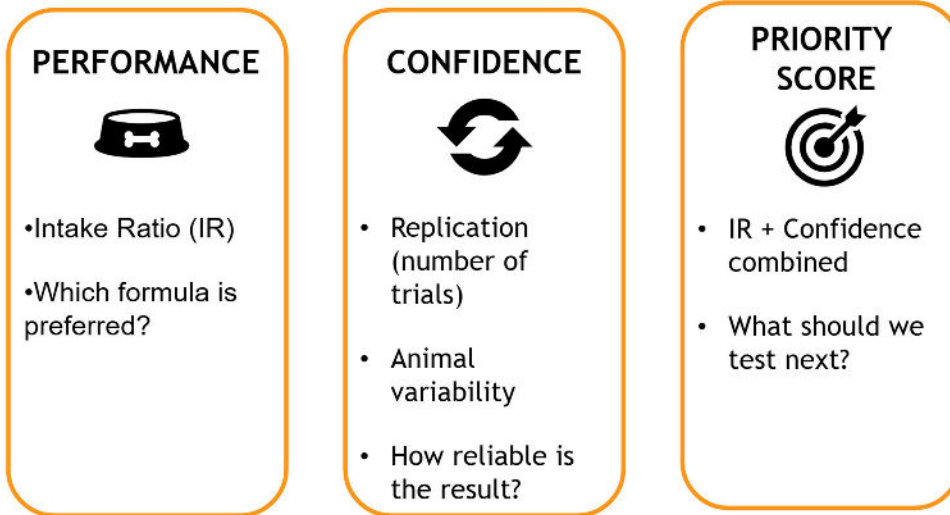 PERFORMANCE
•Intake Ratio (IR)
•Which formula is
preferred?
CONFIDENCE
• Replication
(number of
trials)
• Animal
variability
• How reliable is
the result?
PRIORITY
SCORE
• IR + Confidence
combined
• What should we
test next?